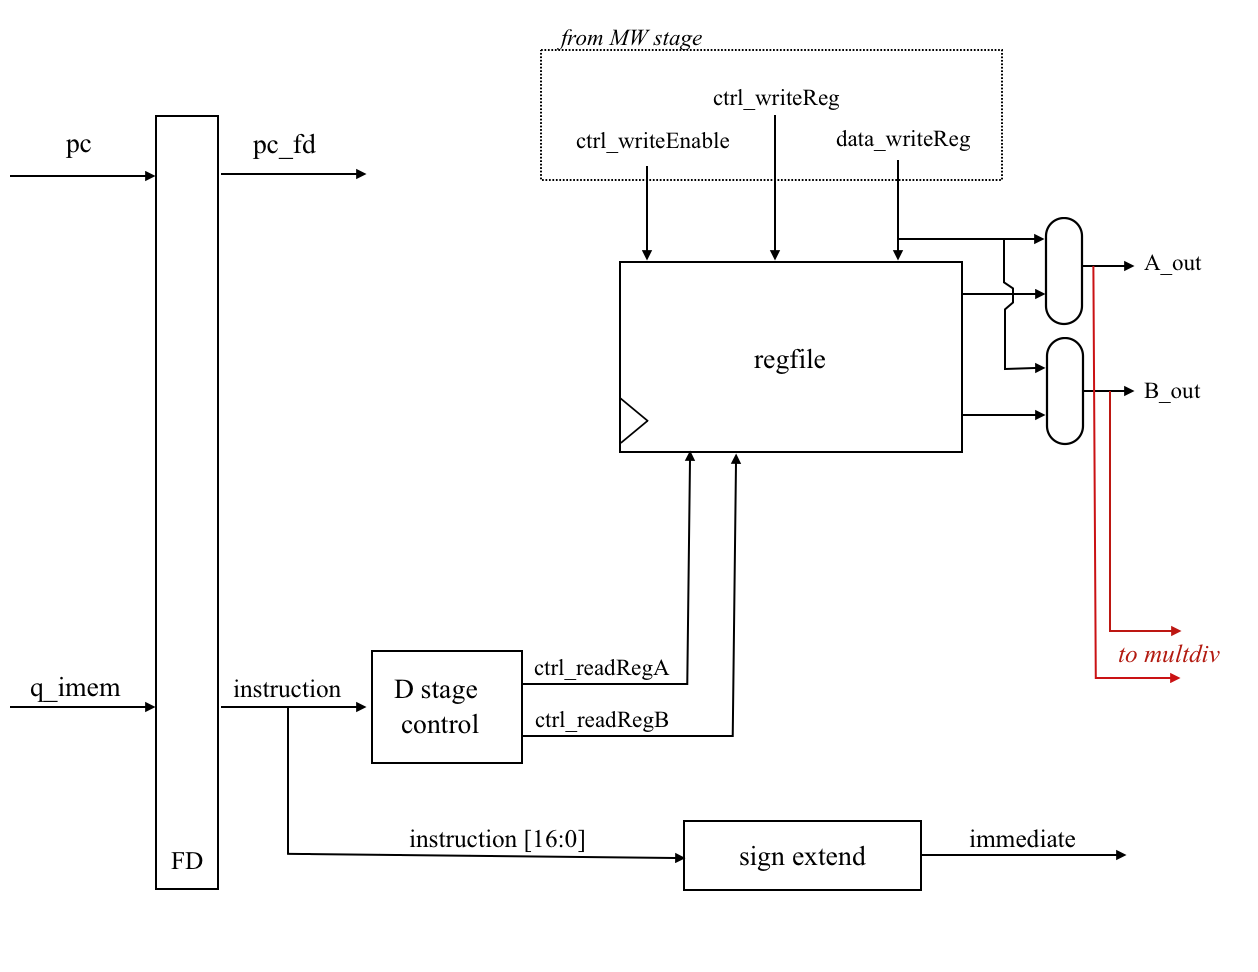 from MW stage
ctrl_writeReg
ctrl_writeEnable
data_writeReg
pc
pc_fd
A_out
regfile
B_out
to multdiv
ctrl_readRegA
q_imem
instruction
D stage
control
ctrl_readRegB
instruction [16:0]
immediate
sign extend
FD